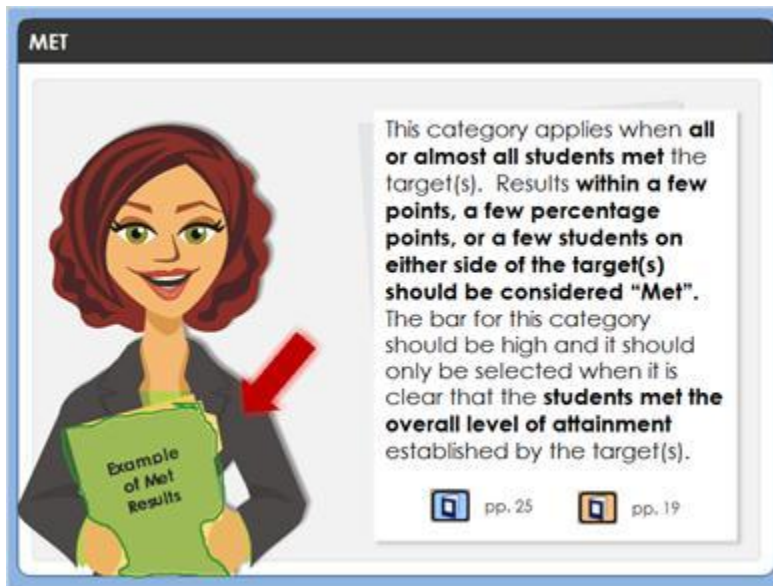 MET
This category applies when all
or almost all students met the
target(s). Results within a few
points, a few percentage
points, or a few students on
either side of the target(s)
should be considered “Met”.
The bar for this category
should be high and it should
only be selected when it is
clear that the students met the
overall level of attainment
established by the target(s).
Example
of Met
Results
pp. 25
pp. 19